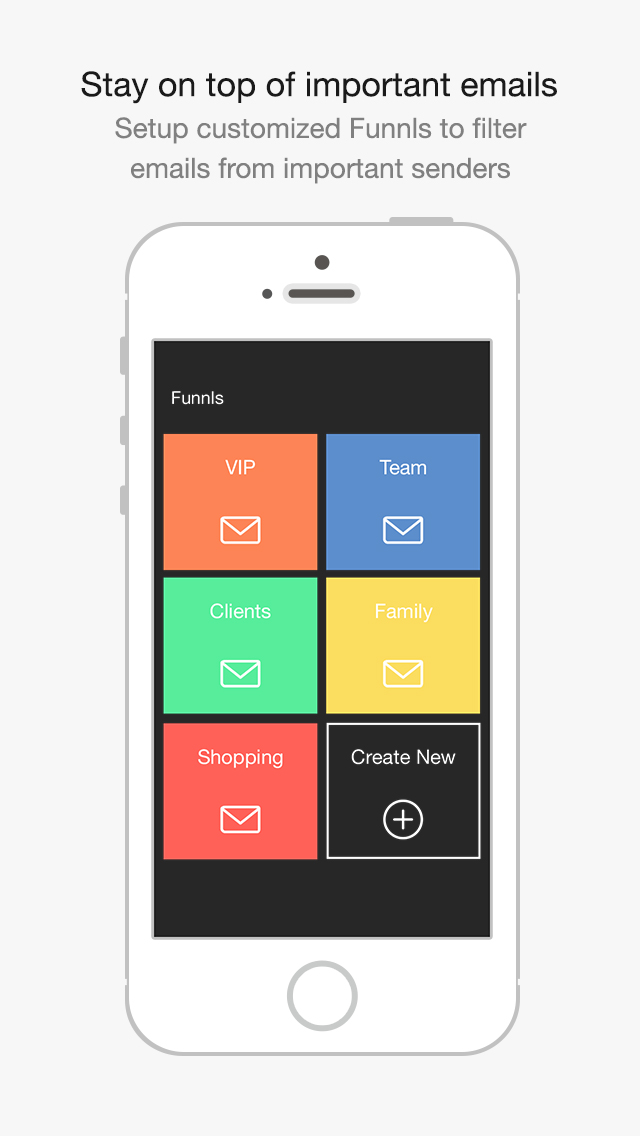 Stay on top of important emails
Setup customized Funnls to filter
emails from important senders
Funnls
VIP
Team
Clients
Family
Shopping
Create New